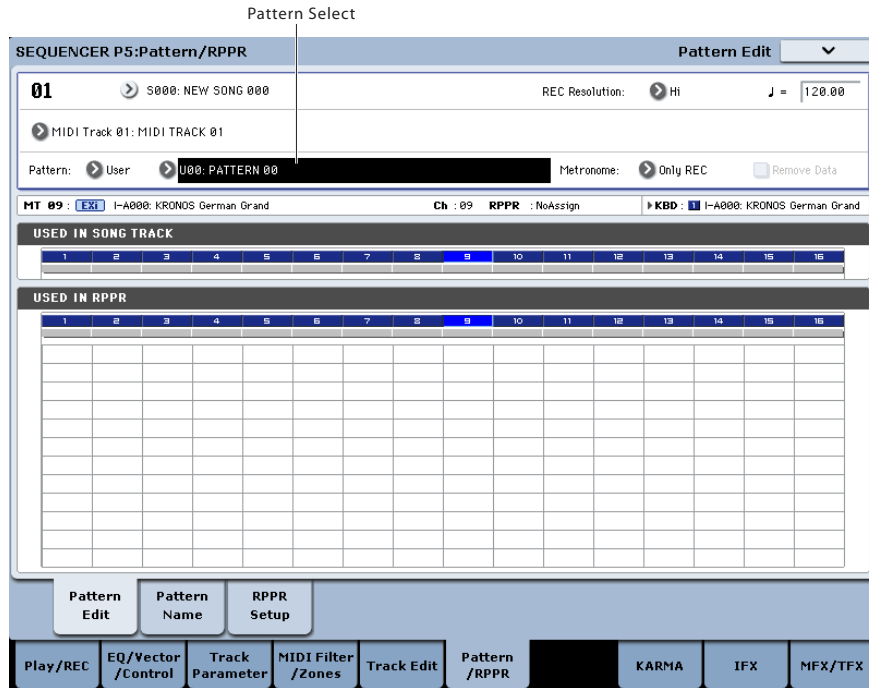 Pattern Select
SEQUENCER P5:Pattern/RPPR Pattern Edit
01 S000: NEW SONG 000 REC Resolution: Hi ♩ = 120.00
MIDI Track 01: MIDI TRACK 01
Pattern: User U00: PATTERN 00 Metronome: Only REC Remove Data
MT 09 : EXi I-A000: KRONOS German Grand Ch : 09 RPPR : NoAssign KBD : 1 I-A000: KRONOS German Grand
USED IN SONG TRACK
1 2 3 4 5 6 7 8 9 10 11 12 13 14 15 16
USED IN RPPR
1 2 3 4 5 6 7 8 9 10 11 12 13 14 15 16
Pattern Edit Pattern Name RPPR Setup
Play/REC EQ/Vector /Control Track Parameter MIDI Filter /Zones Track Edit Pattern /RPPR KARMA IFX MFX/TFX